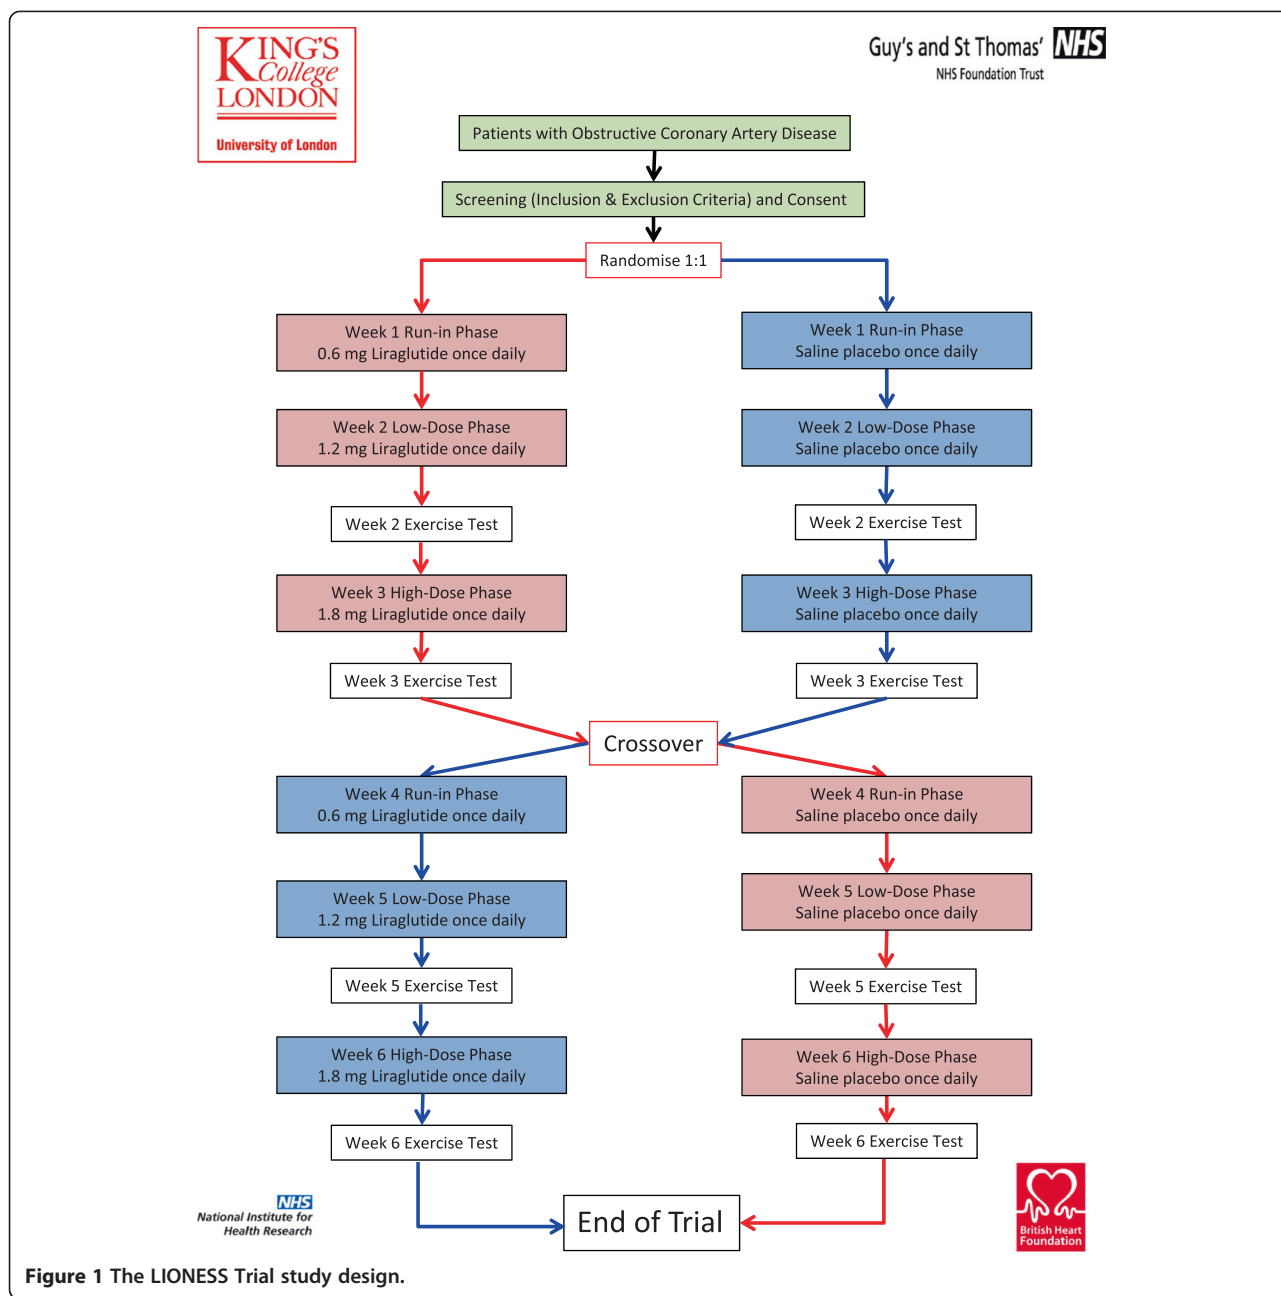 KING'S
College
LONDON
University of London
Guy's and St Thomas' NHS
NHS Foundation Trust
Patients with Obstructive Coronary Artery Disease
Screening (Inclusion & Exclusion Criteria) and Consent
Randomise 1:1
Week 1 Run-in Phase
0.6 mg Liraglutide once daily
Week 1 Run-in Phase
Saline placebo once daily
Week 2 Low-Dose Phase
1.2 mg Liraglutide once daily
Week 2 Low-Dose Phase
Saline placebo once daily
Week 2 Exercise Test
Week 2 Exercise Test
Week 3 High-Dose Phase
1.8 mg Liraglutide once daily
Week 3 High-Dose Phase
Saline placebo once daily
Week 3 Exercise Test
Week 3 Exercise Test
Crossover
Week 4 Run-in Phase
0.6 mg Liraglutide once daily
Week 4 Run-in Phase
Saline placebo once daily
Week 5 Low-Dose Phase
1.2 mg Liraglutide once daily
Week 5 Low-Dose Phase
Saline placebo once daily
Week 5 Exercise Test
Week 5 Exercise Test
Week 6 High-Dose Phase
1.8 mg Liraglutide once daily
Week 6 High-Dose Phase
Saline placebo once daily
Week 6 Exercise Test
Week 6 Exercise Test
NHS
National Institute for
Health Research
End of Trial
British Heart
Foundation
Figure 1 The LIONESS Trial study design.